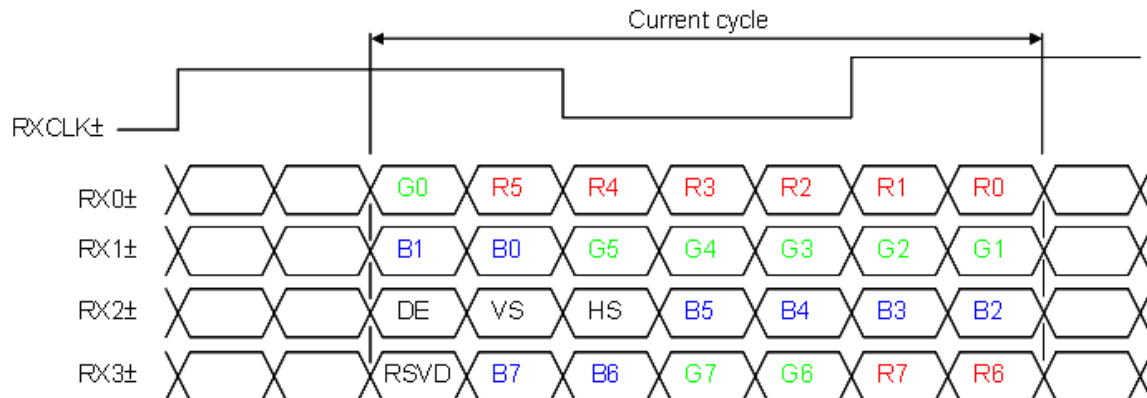 Current cycle
RXCLK±
RX0± G0 R5 R4 R3 R2 R1 R0
RX1± B1 B0 G5 G4 G3 G2 G1
RX2± DE VS HS B5 B4 B3 B2
RX3± RSVD B7 B6 G7 G6 R7 R6